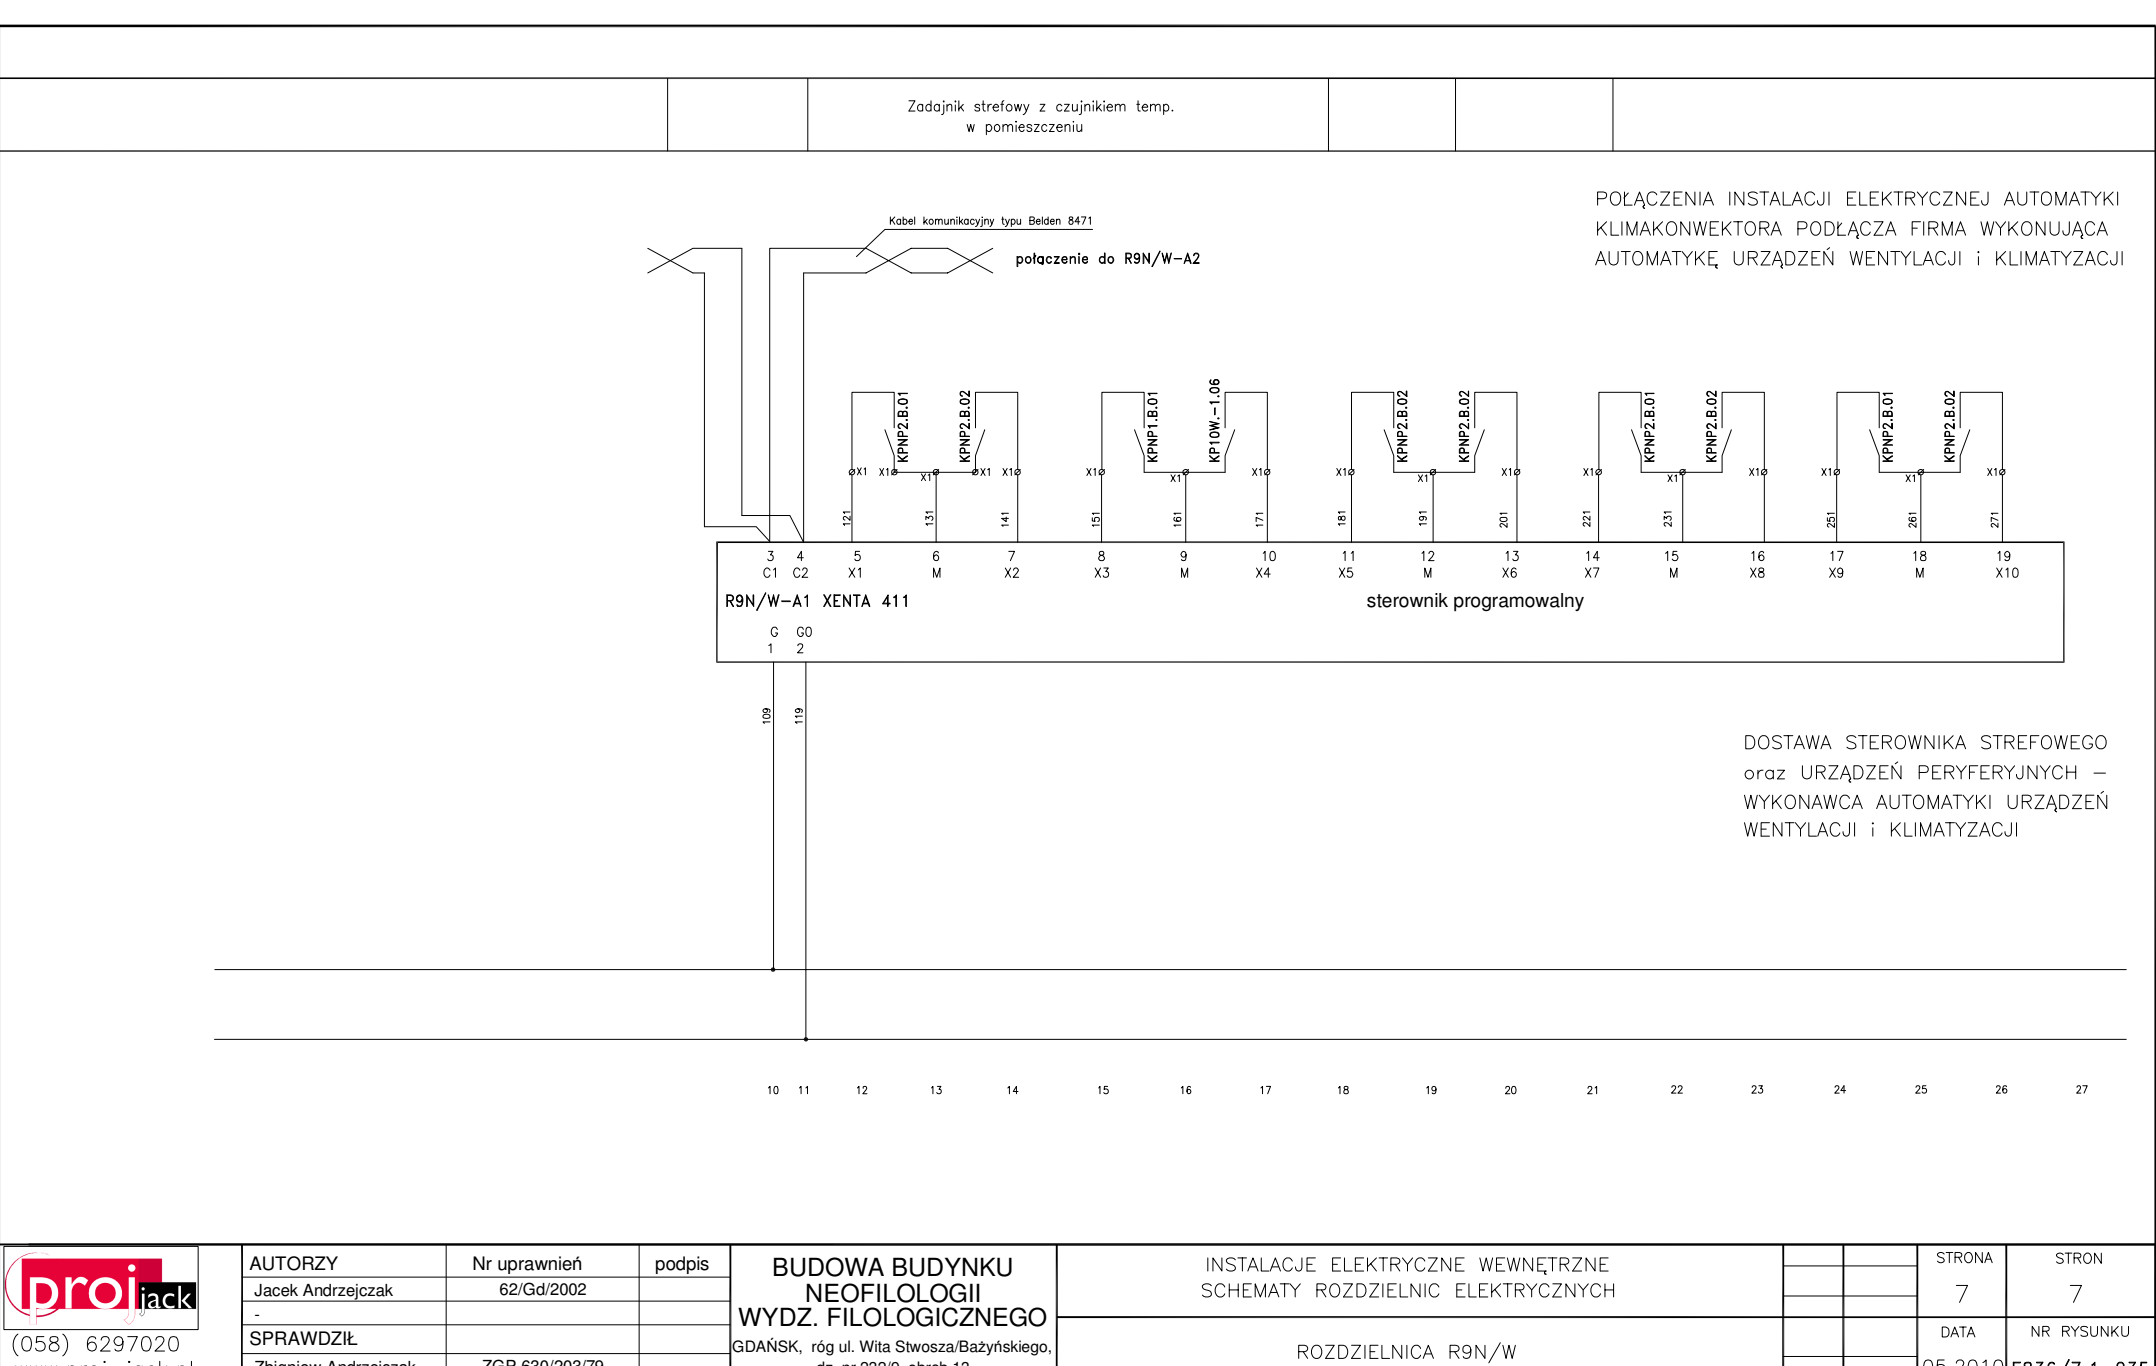 Zadajnik strefowy z czujnikiem temp.
w pomieszczeniu
POŁĄCZENIA INSTALACJI ELEKTRYCZNEJ AUTOMATYKI
KLIMAKONWEKTORA PODŁĄCZA FIRMA WYKONUJĄCA
AUTOMATYKĘ URZĄDZEŃ WENTYLACJI i KLIMATYZACJI
Kabel komunikacyjny typu Belden 8471
połączenie do R9N/W-A2
KPNP2.B.01 KPNP2.B.02 KPNP1.B.01 KP10W.-1.06 KPNP2.B.02 KPNP2.B.02 KPNP2.B.01 KPNP2.B.02 KPNP2.B.01 KPNP2.B.02
X1 X1 X1 X1 X1 X1 X1 X1 X1 X1 X1 X1 X1 X1 X1 X1 X1
121 131 141 151 161 171 181 191 201 221 231 251 261 271
3 4 5 6 7 8 9 10 11 12 13 14 15 16 17 18 19
C1 C2 X1 M X2 X3 M X4 X5 M X6 X7 M X8 X9 M X10
R9N/W-A1 XENTA 411 sterownik programowalny
G G0
1 2
109 119
DOSTAWA STEROWNIKA STREFOWEGO
oraz URZĄDZEŃ PERYFERYJNYCH –
WYKONAWCA AUTOMATYKI URZĄDZEŃ
WENTYLACJI i KLIMATYZACJI
10 11 12 13 14 15 16 17 18 19 20 21 22 23 24 25 26 27
proj jack
(058) 6297020
AUTORZY Nr uprawnień podpis
Jacek Andrzejczak 62/Gd/2002
-
SPRAWDZIŁ
Zbigniew Andrzejczak ZGP 630/203/79
BUDOWA BUDYNKU
NEOFILOLOGII
WYDZ. FILOLOGICZNEGO
GDAŃSK, róg ul. Wita Stwosza/Bażyńskiego,
INSTALACJE ELEKTRYCZNE WEWNĘTRZNE
SCHEMATY ROZDZIELNIC ELEKTRYCZNYCH
ROZDZIELNICA R9N/W
STRONA STRON
7 7
DATA NR RYSUNKU
05.2010